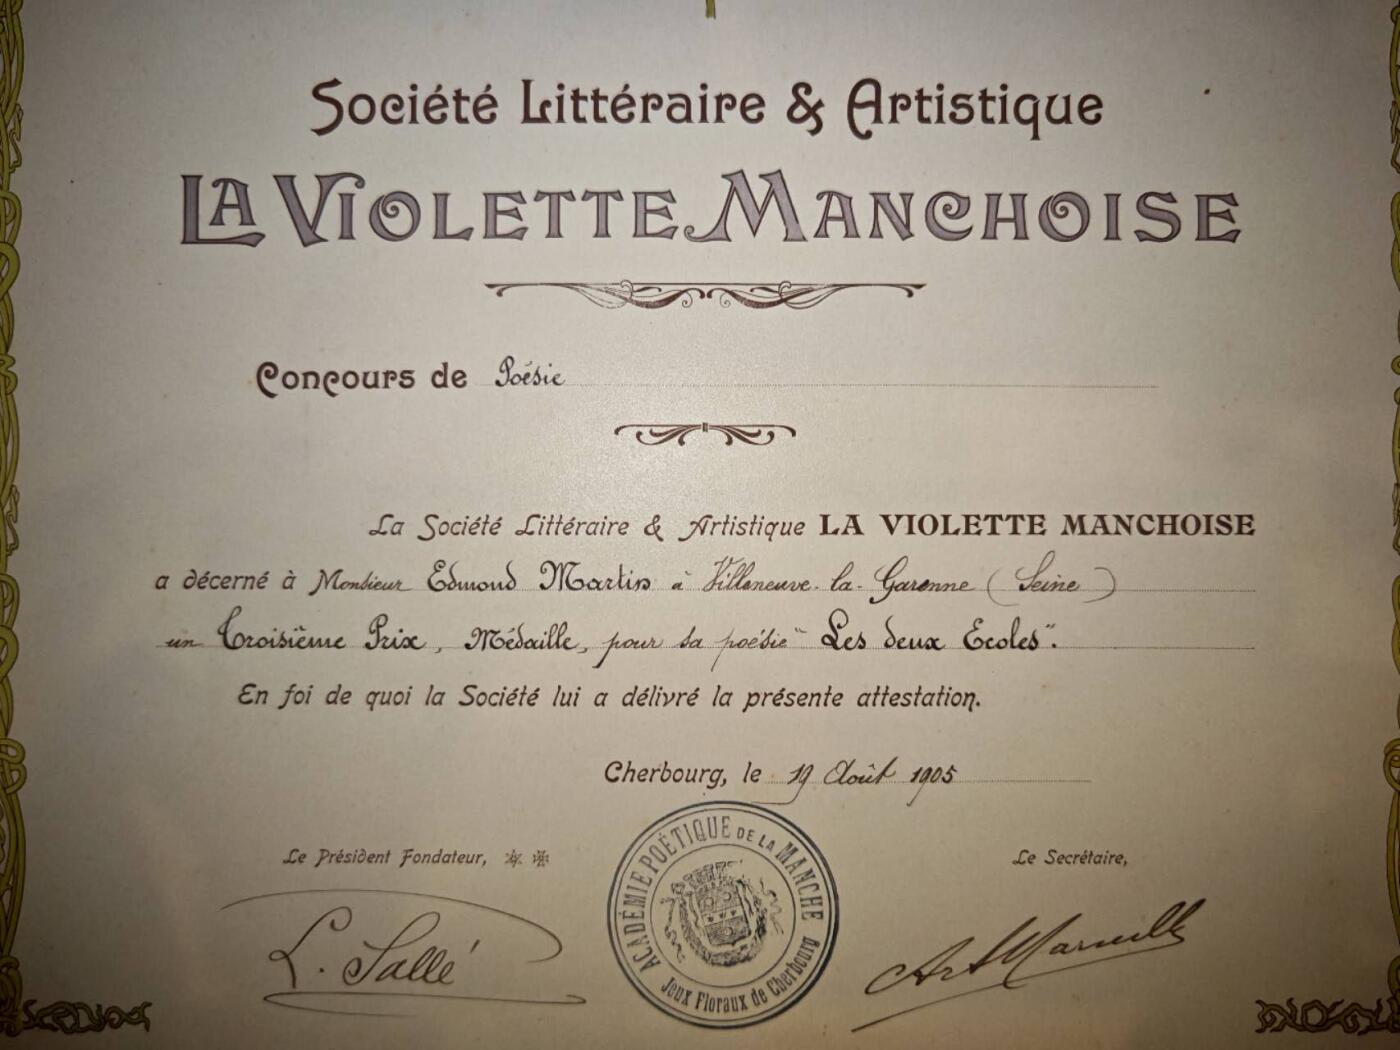 Société Littéraire & Artistique
LA VIOLETTE MANCHOISE
Concours de Poésie
La Société Littéraire & Artistique LA VIOLETTE MANCHOISE
a décerné à Monsieur Edmond Martin à Villeneuve-la-Garenne (Seine)
un Troisième Prix, Médaille, pour sa poésie "Les deux Ecoles".
En foi de quoi la Société lui a délivré la présente attestation.
Cherbourg, le 19 Août 1905
Le Président Fondateur,
Le Secrétaire,
L. Sallé
ACADÉMIE POÉTIQUE DE LA MANCHE
Jeux Floraux de Cherbourg